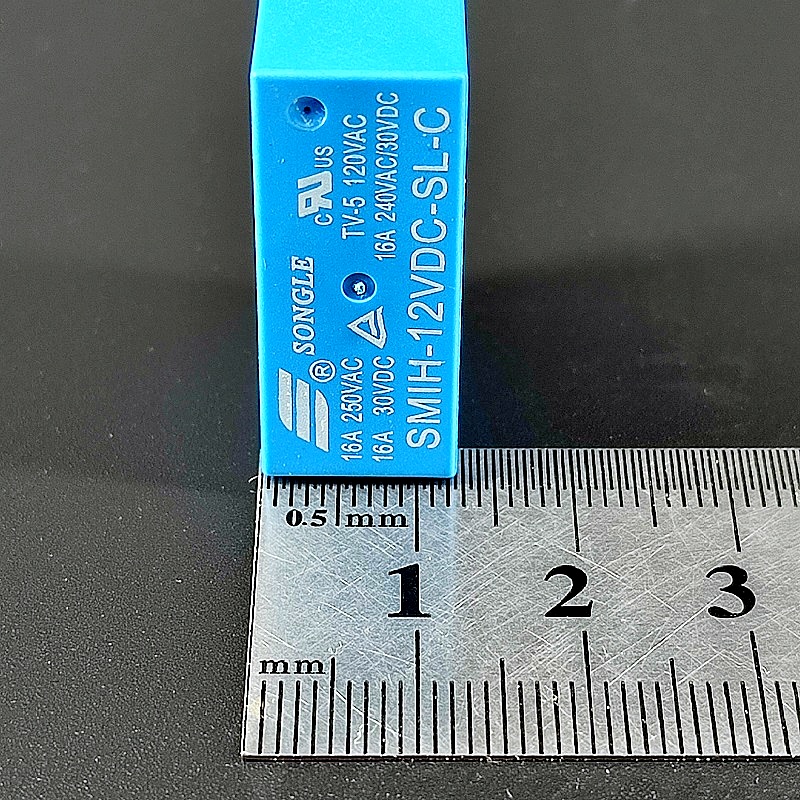 ® SONGLE
c RU US
16A 250VAC
TV-5 120VAC
16A 30VDC
16A 240VAC/30VDC
SMIH-12VDC-SL-C
0.5 mm
1 2 3
mm